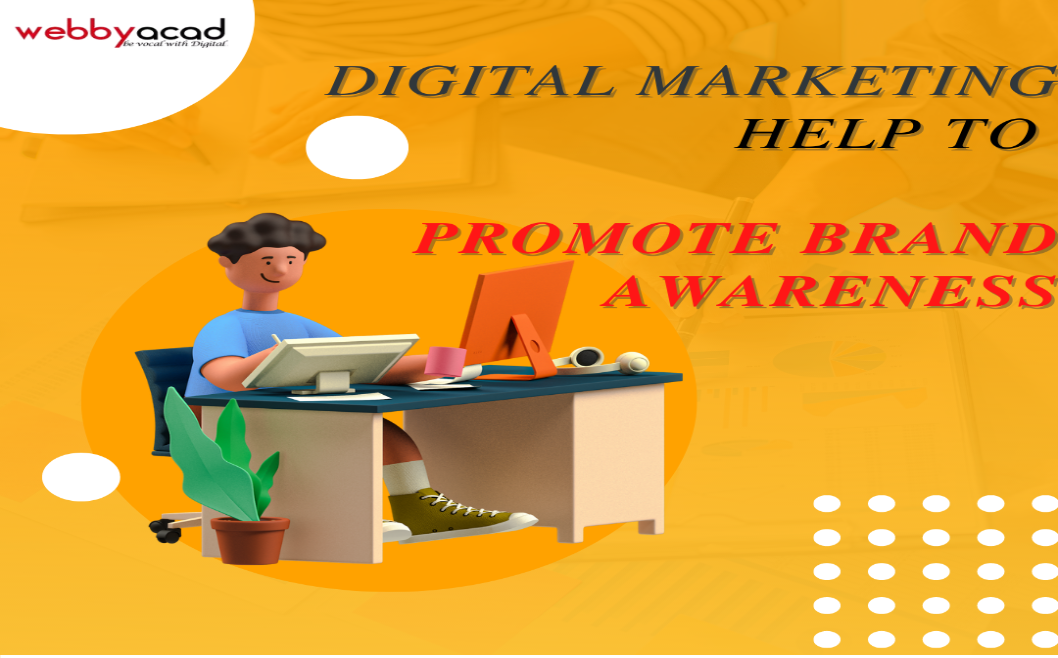 webbyacad
be vocal with Digital
DIGITAL MARKETING
HELP TO
PROMOTE BRAND
AWARENESS